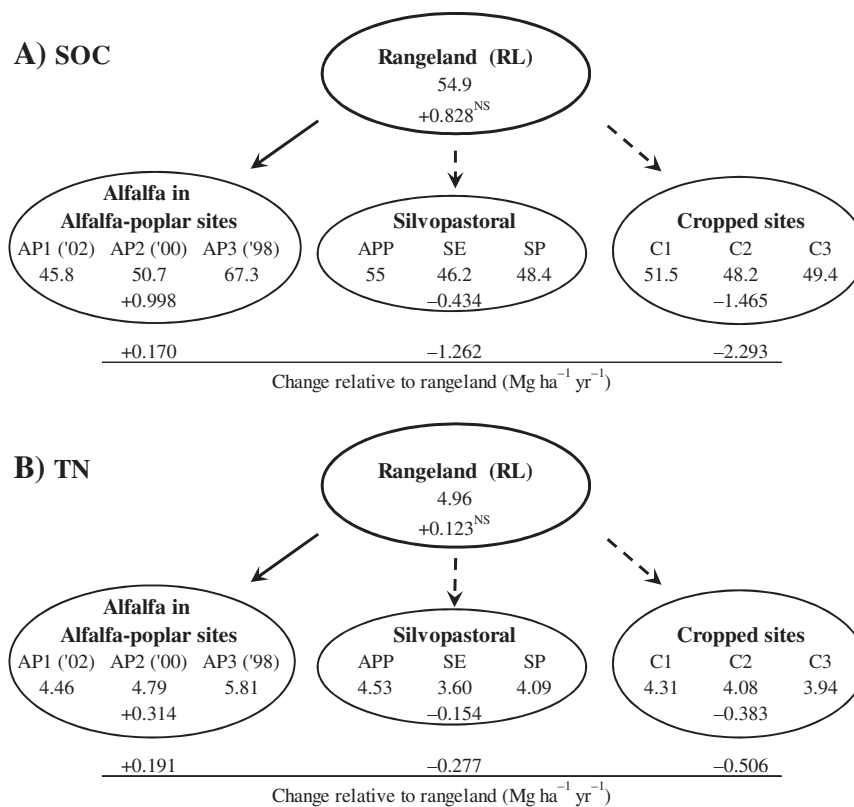 A) SOC
Rangeland (RL)
54.9
+0.828^NS
Alfalfa in
Alfalfa-poplar sites
AP1 ('02) AP2 ('00) AP3 ('98)
45.8 50.7 67.3
+0.998
Silvopastoral
APP SE SP
55 46.2 48.4
−0.434
Cropped sites
C1 C2 C3
51.5 48.2 49.4
−1.465
+0.170 −1.262 −2.293
Change relative to rangeland (Mg ha⁻¹ yr⁻¹)
B) TN
Rangeland (RL)
4.96
+0.123^NS
Alfalfa in
Alfalfa-poplar sites
AP1 ('02) AP2 ('00) AP3 ('98)
4.46 4.79 5.81
+0.314
Silvopastoral
APP SE SP
4.53 3.60 4.09
−0.154
Cropped sites
C1 C2 C3
4.31 4.08 3.94
−0.383
+0.191 −0.277 −0.506
Change relative to rangeland (Mg ha⁻¹ yr⁻¹)